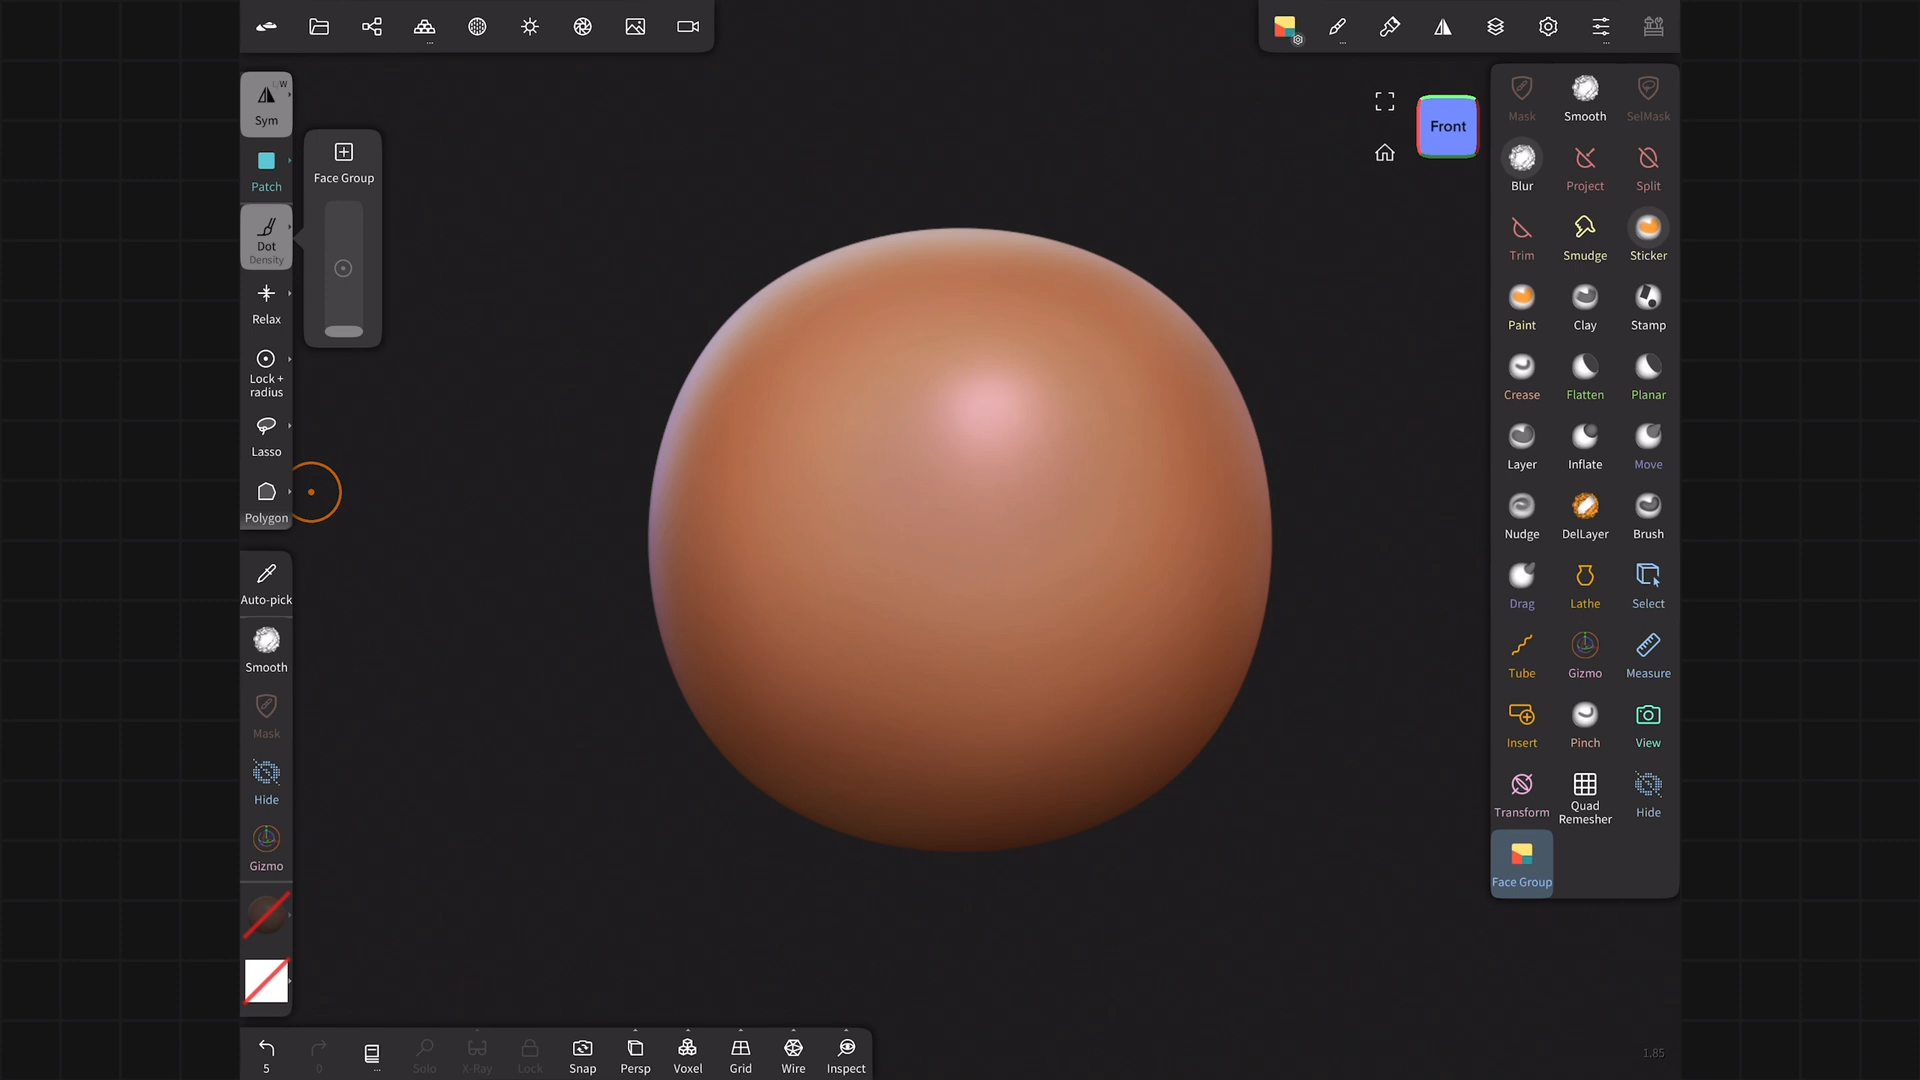 Sym
L/W
Patch
Dot
Density
Relax
Lock +
radius
Lasso
Polygon
Face Group
Auto-pick
Smooth
Mask
Hide
Gizmo
Front
Mask Smooth SelMask
Blur Project Split
Trim Smudge Sticker
Paint Clay Stamp
Crease Flatten Planar
Layer Inflate Move
Nudge DelLayer Brush
Drag Lathe Select
Tube Gizmo Measure
Insert Pinch View
Transform Quad
Remesher Hide
Face Group
5 0 Solo X-Ray Lock Snap Persp Voxel Grid Wire Inspect
1.85